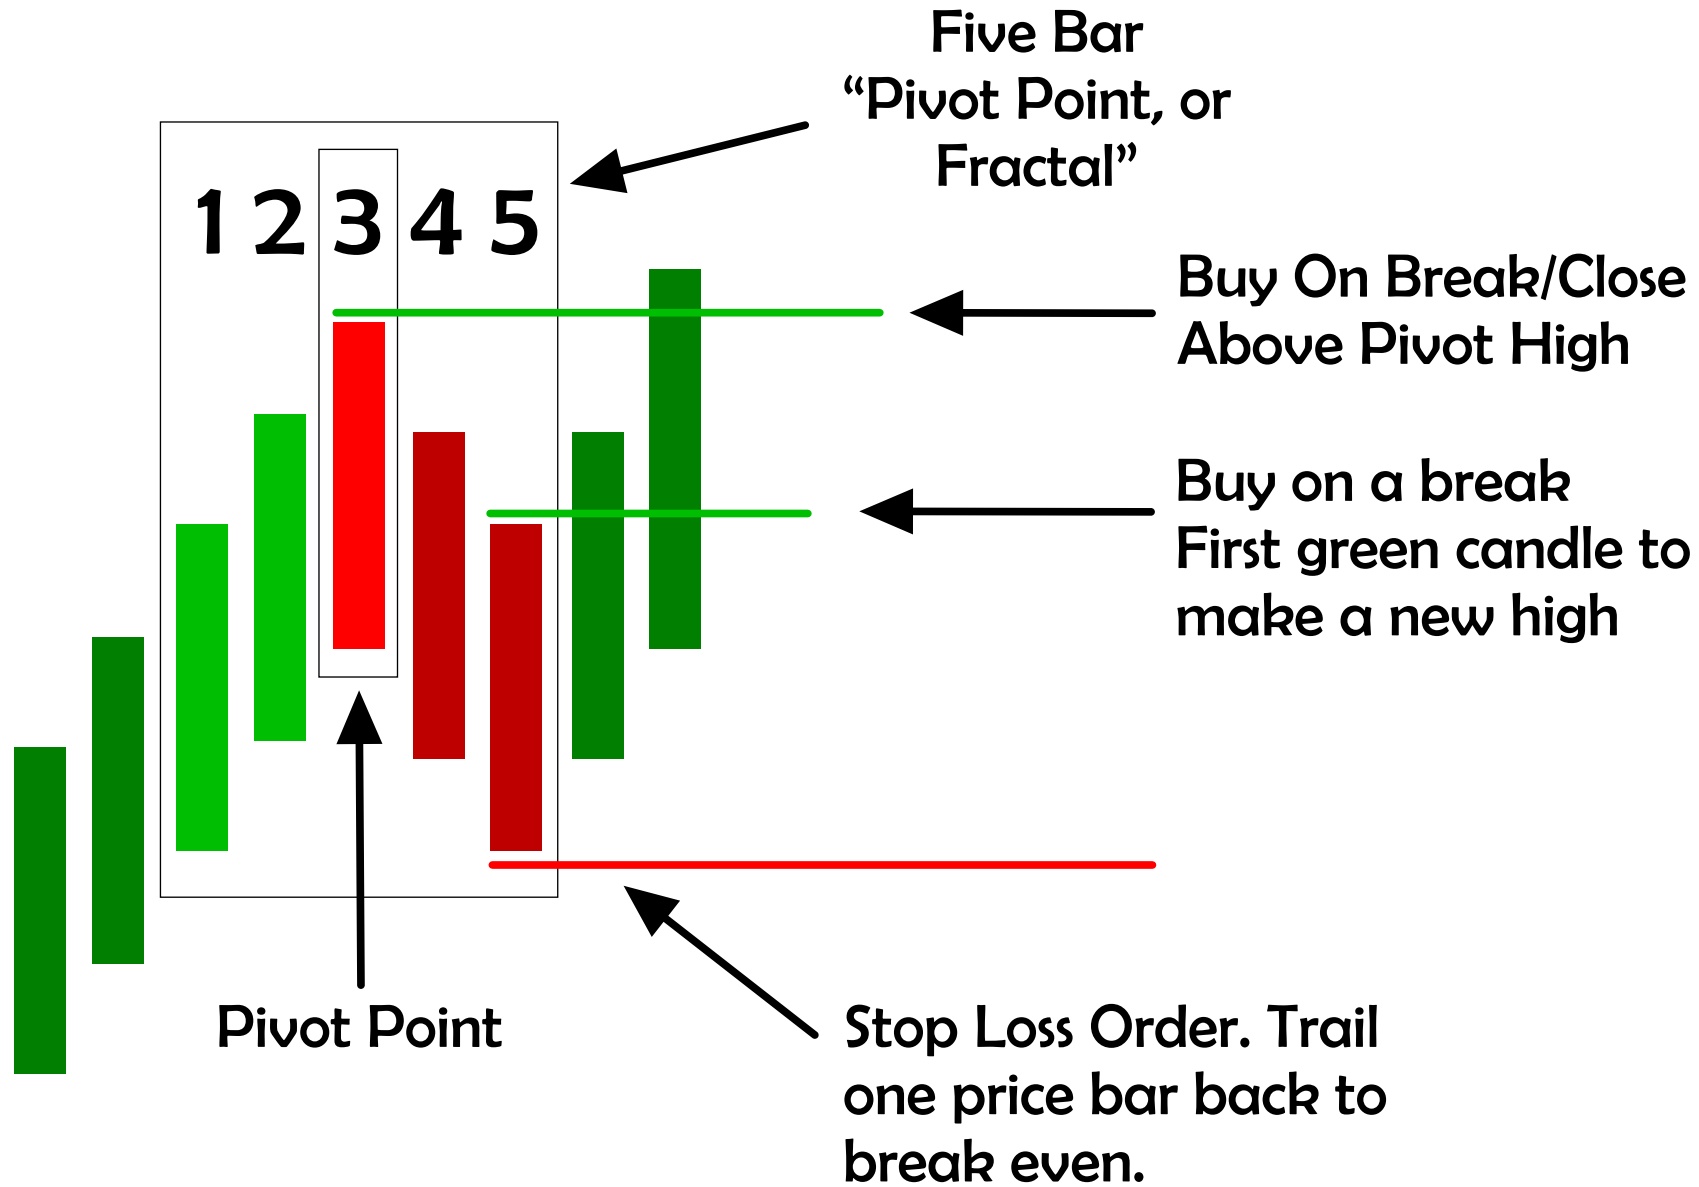 Five Bar
“Pivot Point, or
Fractal”
1 2 3 4 5
Buy On Break/Close
Above Pivot High
Buy on a break
First green candle to
make a new high
Pivot Point
Stop Loss Order. Trail
one price bar back to
break even.